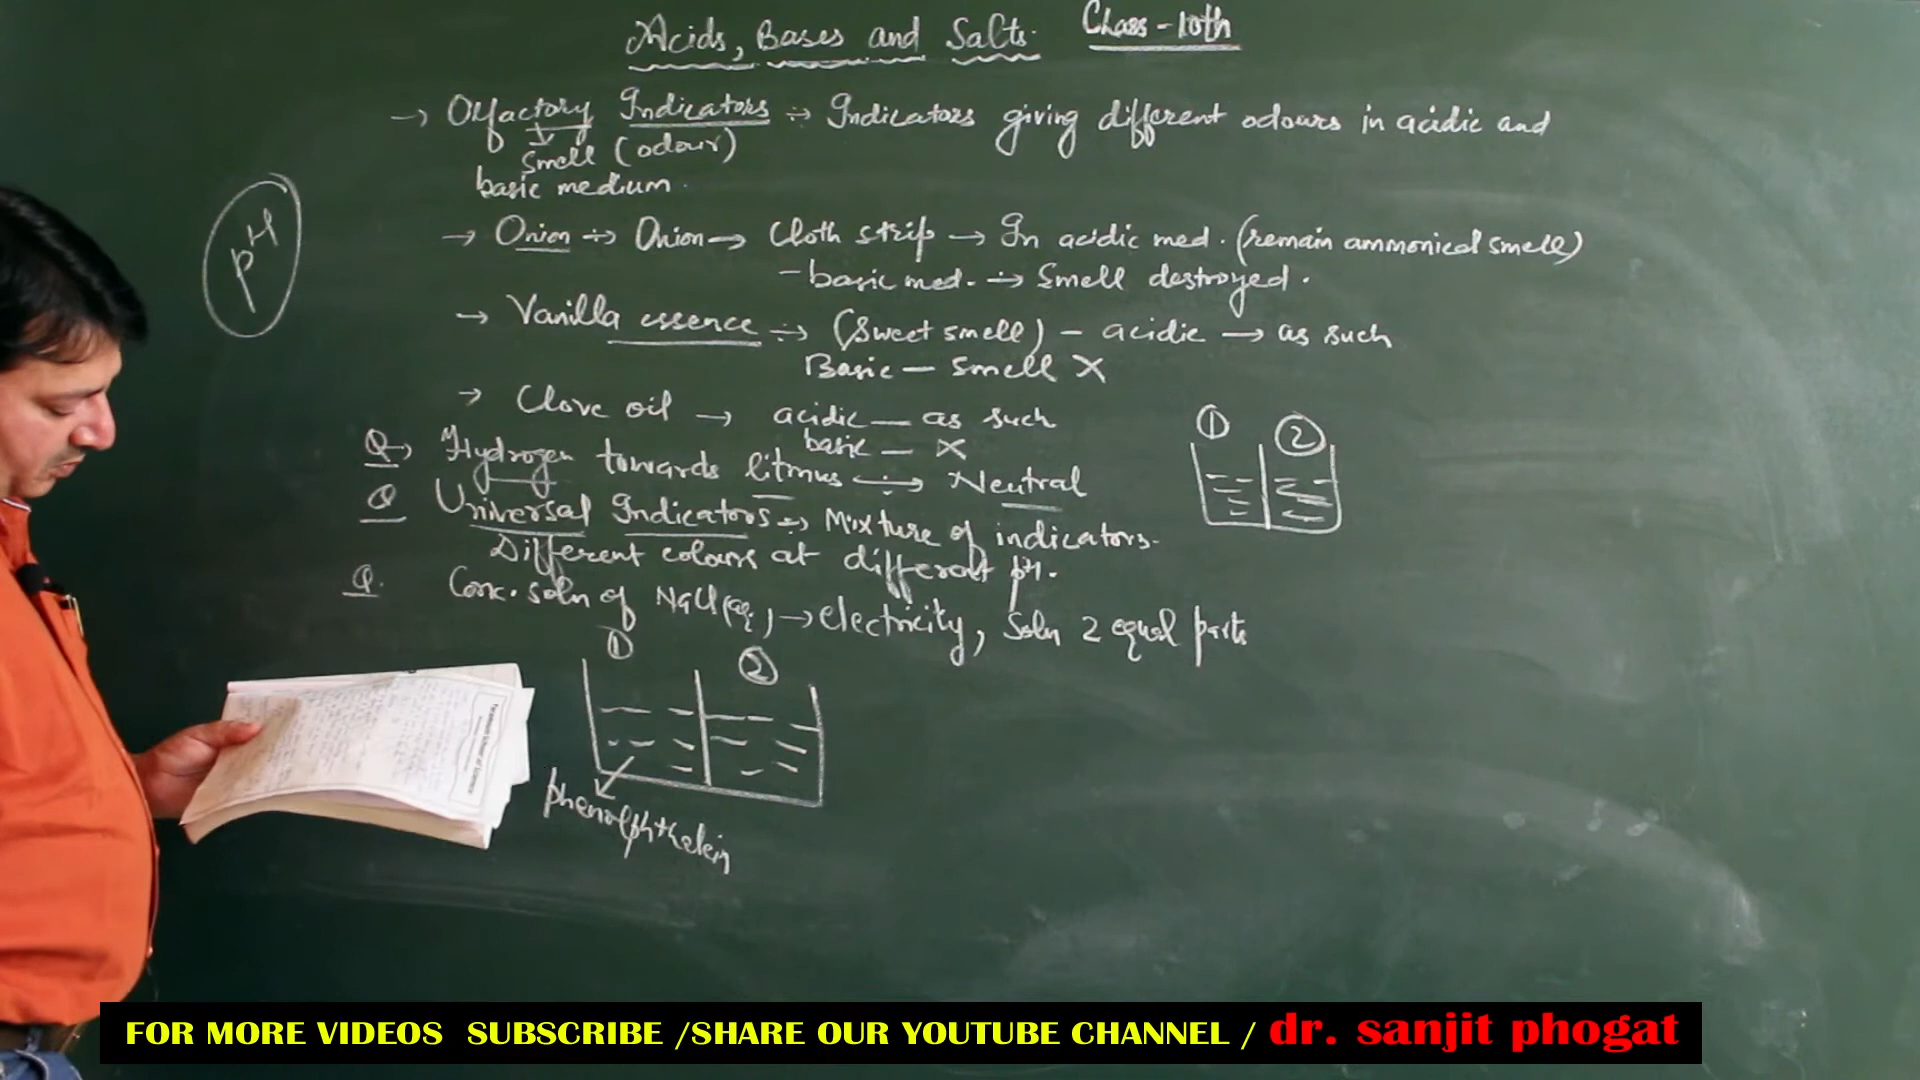 Acids, Bases and Salts. Class-10th
→ Olfactory Indicators ÷ Indicators giving different odours in acidic and
Smell (odour)
basic medium.
pH
→ Onion ÷ Onion → Cloth strip → In acidic med. (remain ammonical smell)
- basic med. ÷ Smell destroyed.
→ Vanilla essence ÷ (Sweet smell) - acidic → as such
Basic - Smell X
→ Clove oil → acidic - as such
basic - X
① ②
Q → Hydrogen towards litmus ↔ Neutral
Q Universal Indicators ÷ Mixture of indicators.
Different colours at different pH.
Q. Conc. soln of NaCl(aq.) → electricity, Soln 2 equal parts
① ②
phenolphthalein
FOR MORE VIDEOS SUBSCRIBE /SHARE OUR YOUTUBE CHANNEL / dr. sanjit phogat